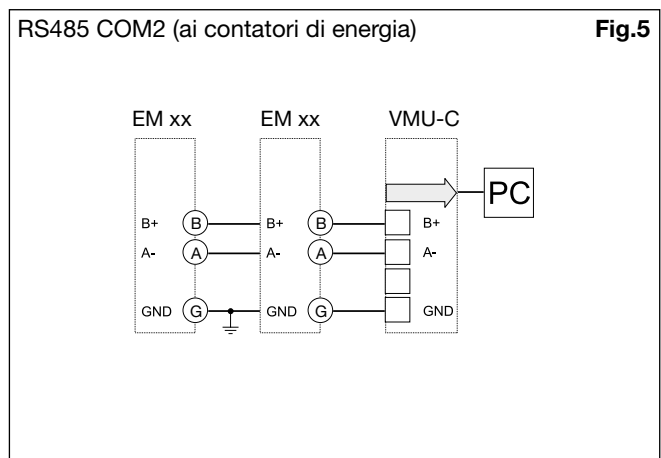 RS485 COM2 (ai contatori di energia) Fig.5
EM xx EM xx VMU-C
PC
B+ B B+ B B+
A- A A- A A-
GND G GND G GND